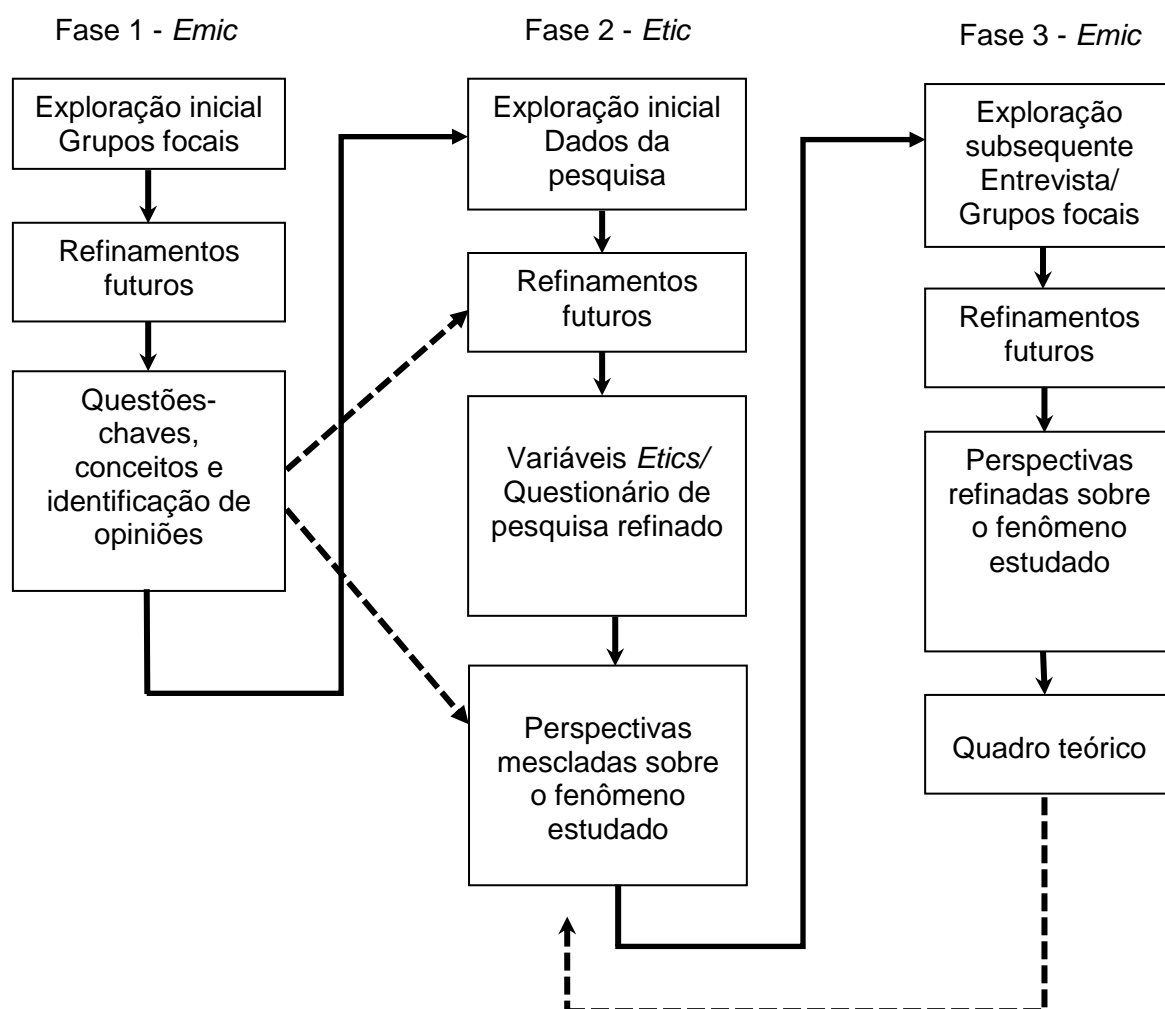 Fase 1 - Emic
Exploração inicial
Grupos focais
Refinamentos
futuros
Questões-
chaves,
conceitos e
identificação de
opiniões
Fase 2 - Etic
Exploração inicial
Dados da
pesquisa
Refinamentos
futuros
Variáveis Etics/
Questionário de
pesquisa refinado
Perspectivas
mescladas sobre
o fenômeno
estudado
Fase 3 - Emic
Exploração
subsequente
Entrevista/
Grupos focais
Refinamentos
futuros
Perspectivas
refinadas sobre
o fenômeno
estudado
Quadro teórico